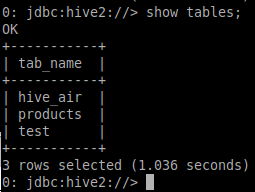 0: jdbc:hive2://> show tables;
OK
+-----------+
| tab_name  |
+-----------+
| hive_air  |
| products  |
| test      |
+-----------+
3 rows selected (1.036 seconds)
0: jdbc:hive2://>